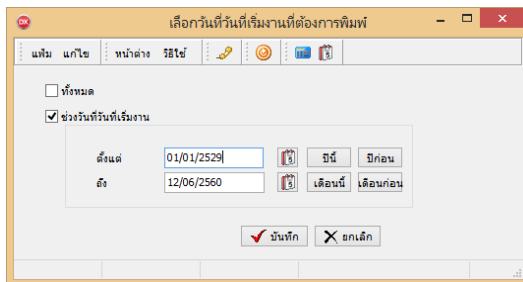 เลือกวันที่วันที่เริ่มงานที่ต้องการพิมพ์
แฟ้ม แก้ไข หน้าต่าง วิธีใช้
ทั้งหมด
ช่วงวันที่วันที่เริ่มงาน
ตั้งแต่ 01/01/2529 ปีนี้ ปีก่อน
ถึง 12/06/2560 เดือนนี้ เดือนก่อน
บันทึก ยกเลิก